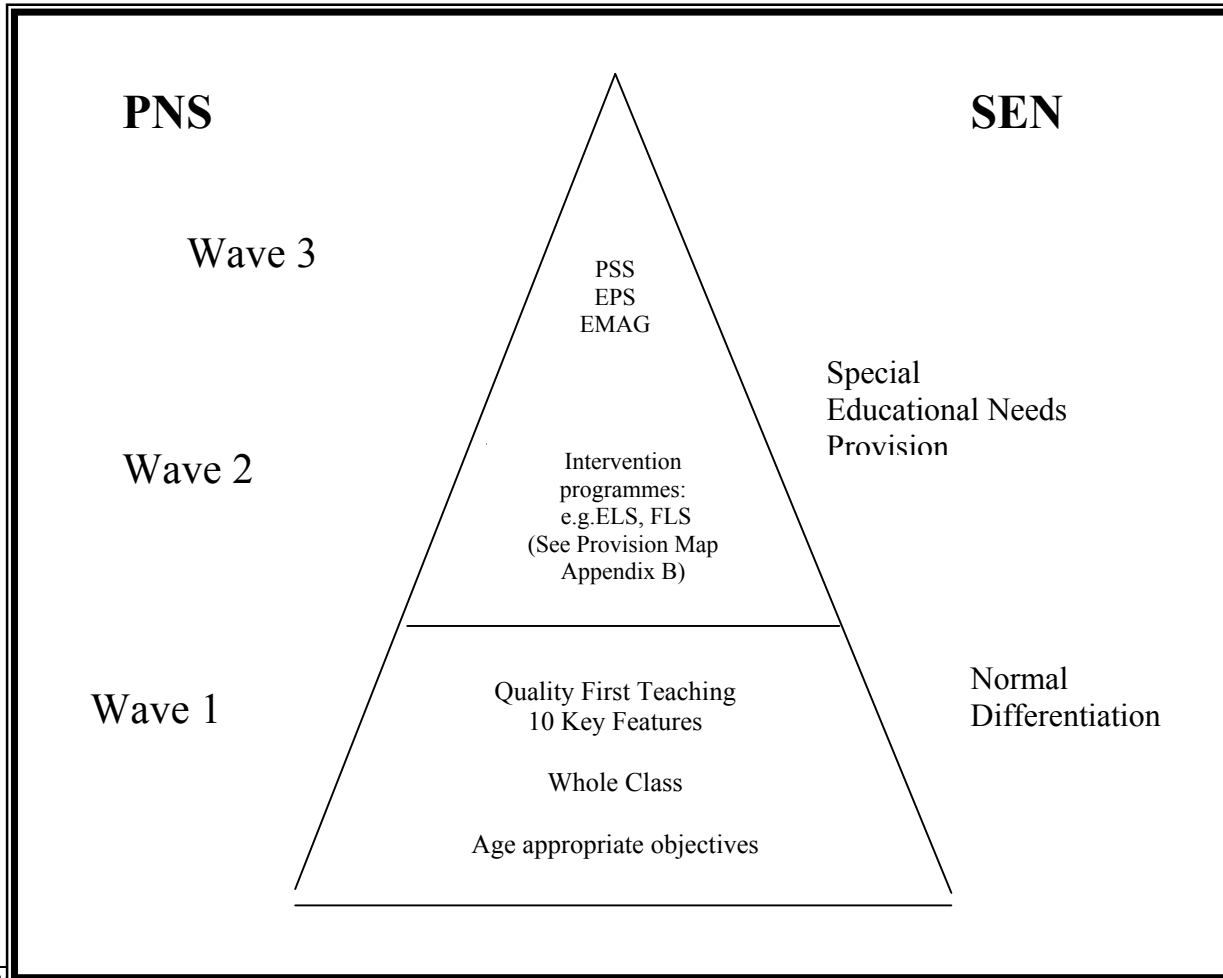 PNS
SEN
Wave 3
PSS
EPS
EMAG
Special
Educational Needs
Provision
Wave 2
Intervention
programmes:
e.g.ELS, FLS
(See Provision Map
Appendix B)
Wave 1
Quality First Teaching
10 Key Features
Whole Class
Age appropriate objectives
Normal
Differentiation